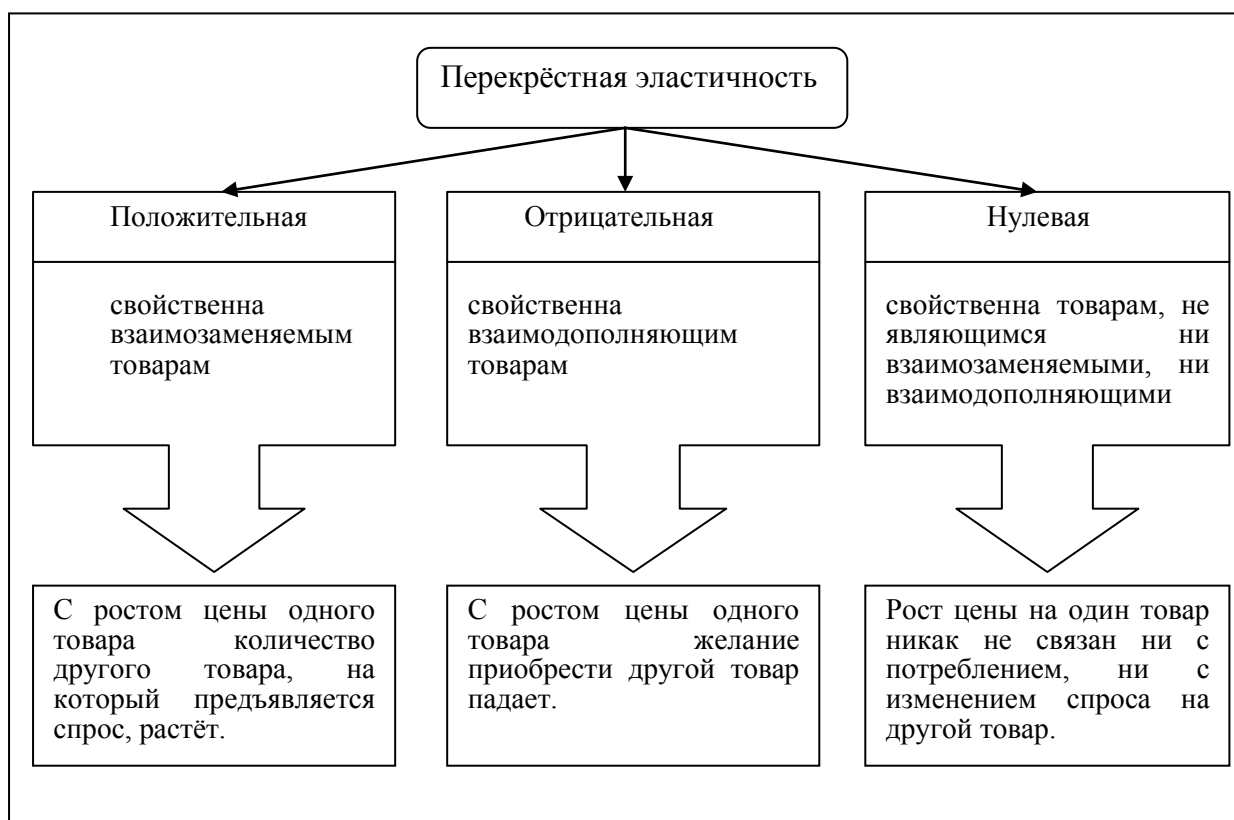 Перекрёстная эластичность
Положительная
свойственна
взаимозаменяемым
товарам
С ростом цены одного
товара количество
другого товара, на
который предъявляется
спрос, растёт.
Отрицательная
свойственна
взаимодополняющим
товарам
С ростом цены одного
товара желание
приобрести другой товар
падает.
Нулевая
свойственна товарам, не
являющимся ни
взаимозаменяемыми, ни
взаимодополняющими
Рост цены на один товар
никак не связан ни с
потреблением, ни с
изменением спроса на
другой товар.